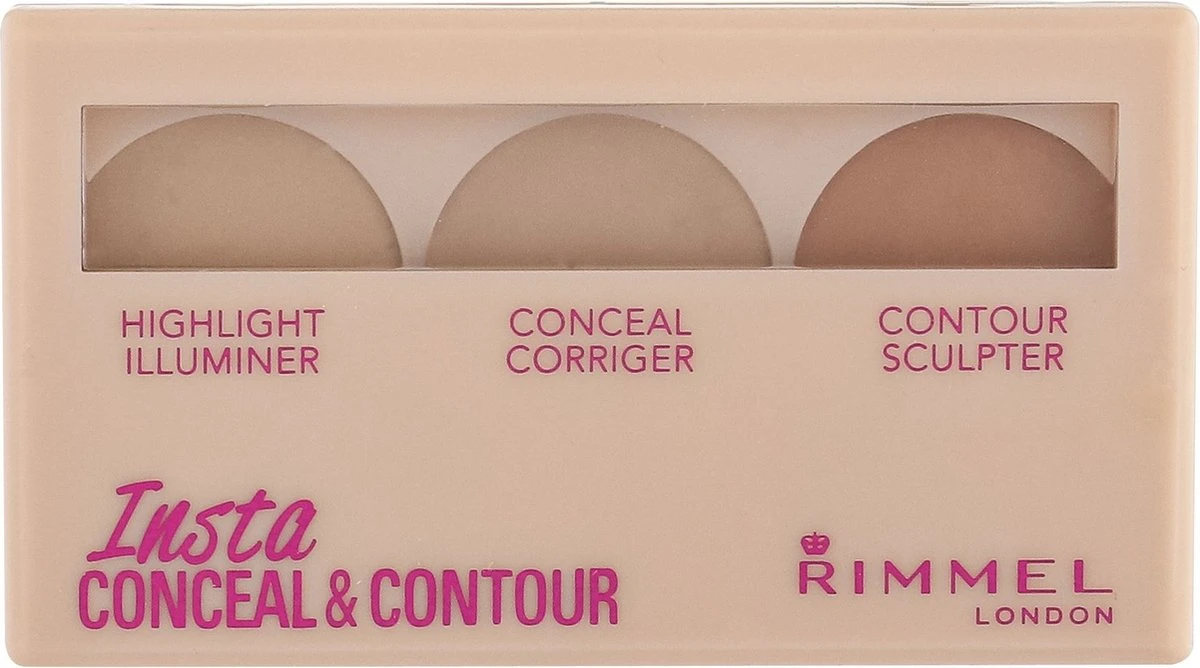 HIGHLIGHT
ILLUMINER
CONCEAL
CORRIGER
CONTOUR
SCULPTER
Insta
CONCEAL & CONTOUR
RIMMEL
LONDON